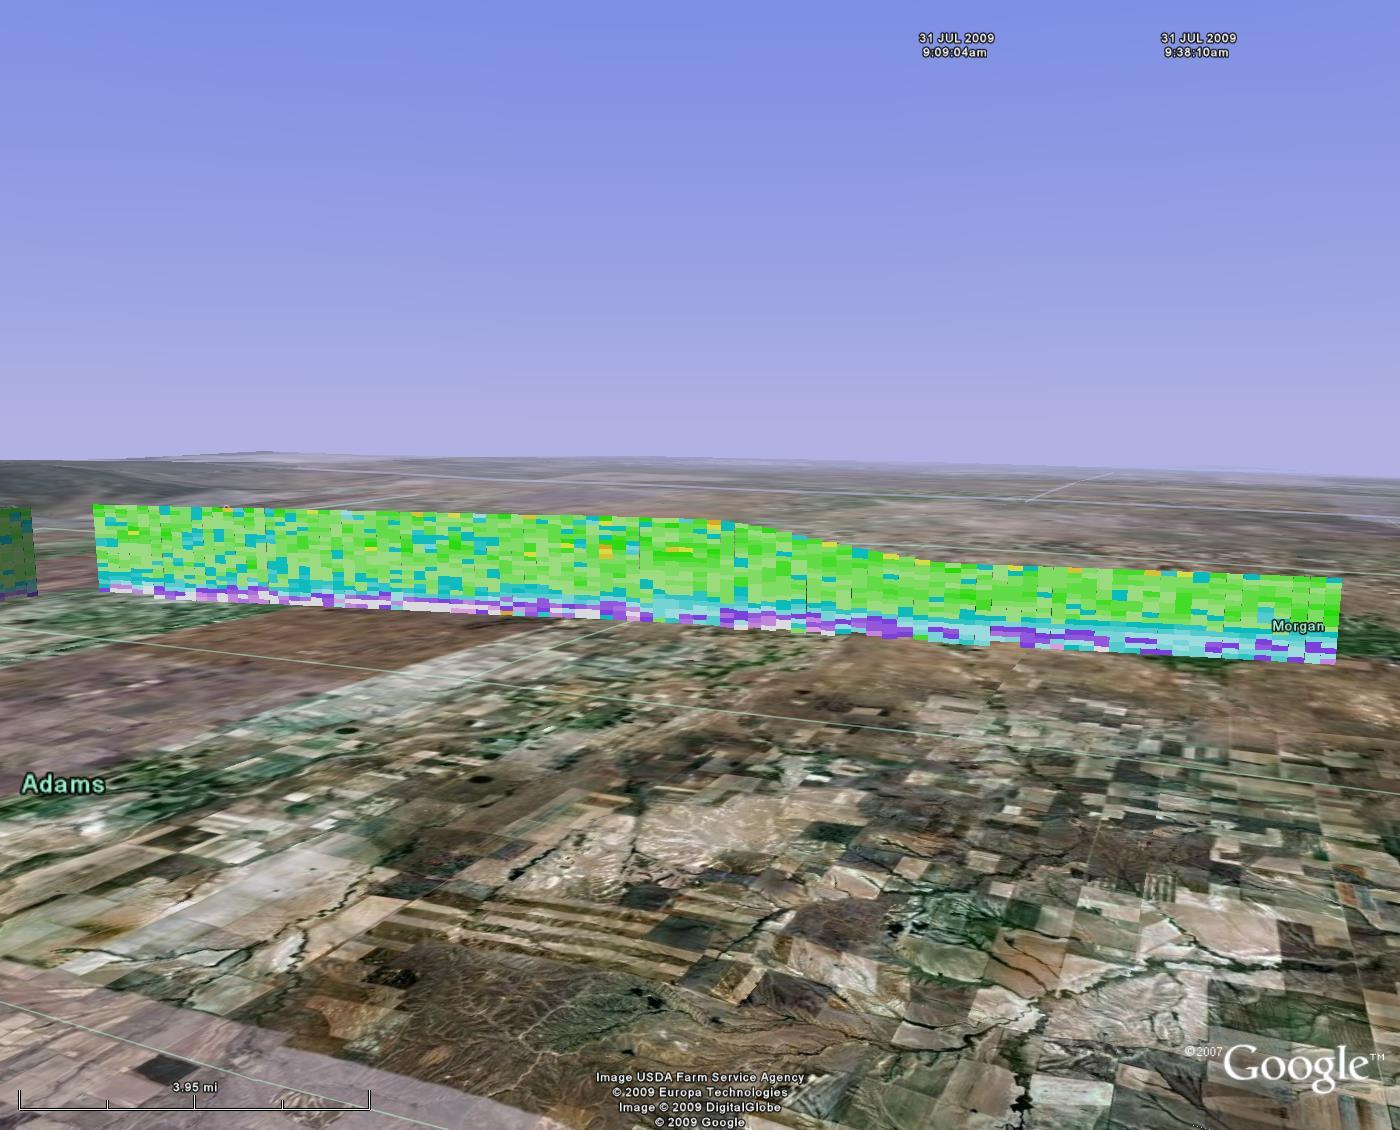 31 JUL 2009
9:09:04am
31 JUL 2009
9:38:10am
Morgan
Adams
3.95 mi
Image USDA Farm Service Agency
© 2009 Europa Technologies
Image © 2009 DigitalGlobe
© 2009 Google
©2007 Google™